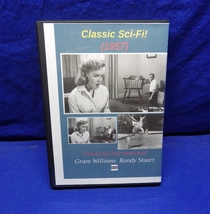 Classic Sci-Fi!
(1957)
Grant Williams Randy Stuart